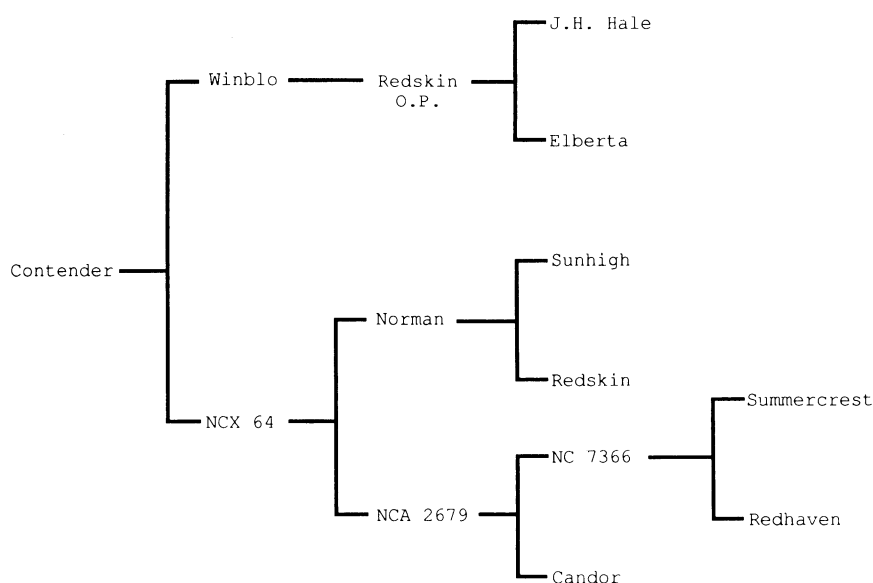 J.H. Hale
Winblo
Redskin
O.P.
Elberta
Contender
Sunhigh
Norman
Redskin
Summercrest
NCX 64
NC 7366
NCA 2679
Redhaven
Candor